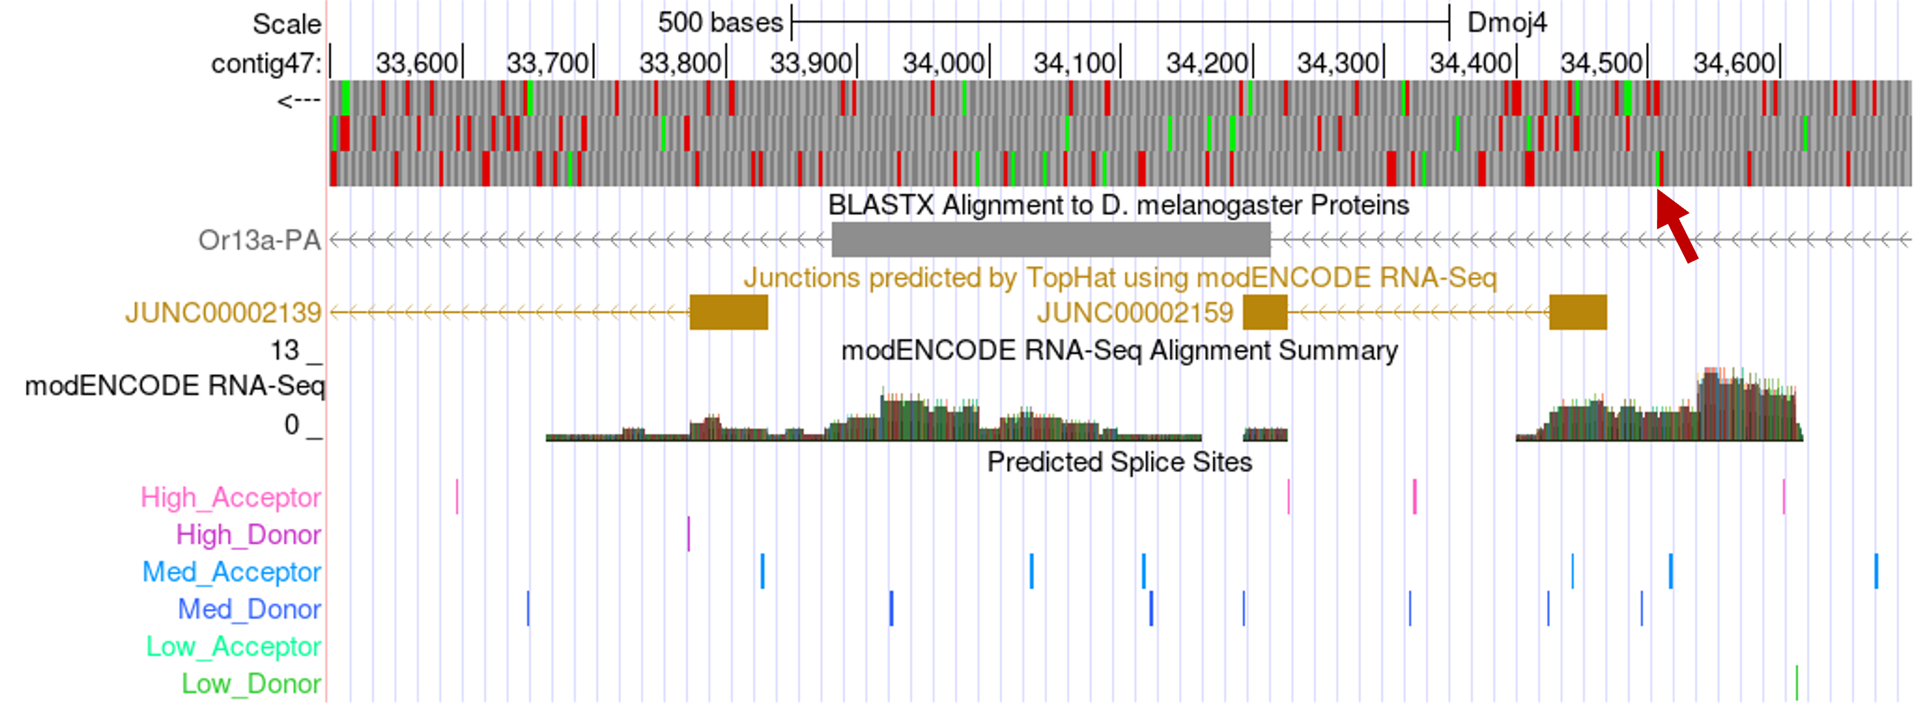 Scale 500 bases Dmoj4
contig47: 33,600 33,700 33,800 33,900 34,000 34,100 34,200 34,300 34,400 34,500 34,600
<---
BLASTX Alignment to D. melanogaster Proteins
Or13a-PA
Junctions predicted by TopHat using modENCODE RNA-Seq
JUNC00002139 JUNC00002159
modENCODE RNA-Seq Alignment Summary
13 _
modENCODE RNA-Seq
0 _
Predicted Splice Sites
High_Acceptor
High_Donor
Med_Acceptor
Med_Donor
Low_Acceptor
Low_Donor